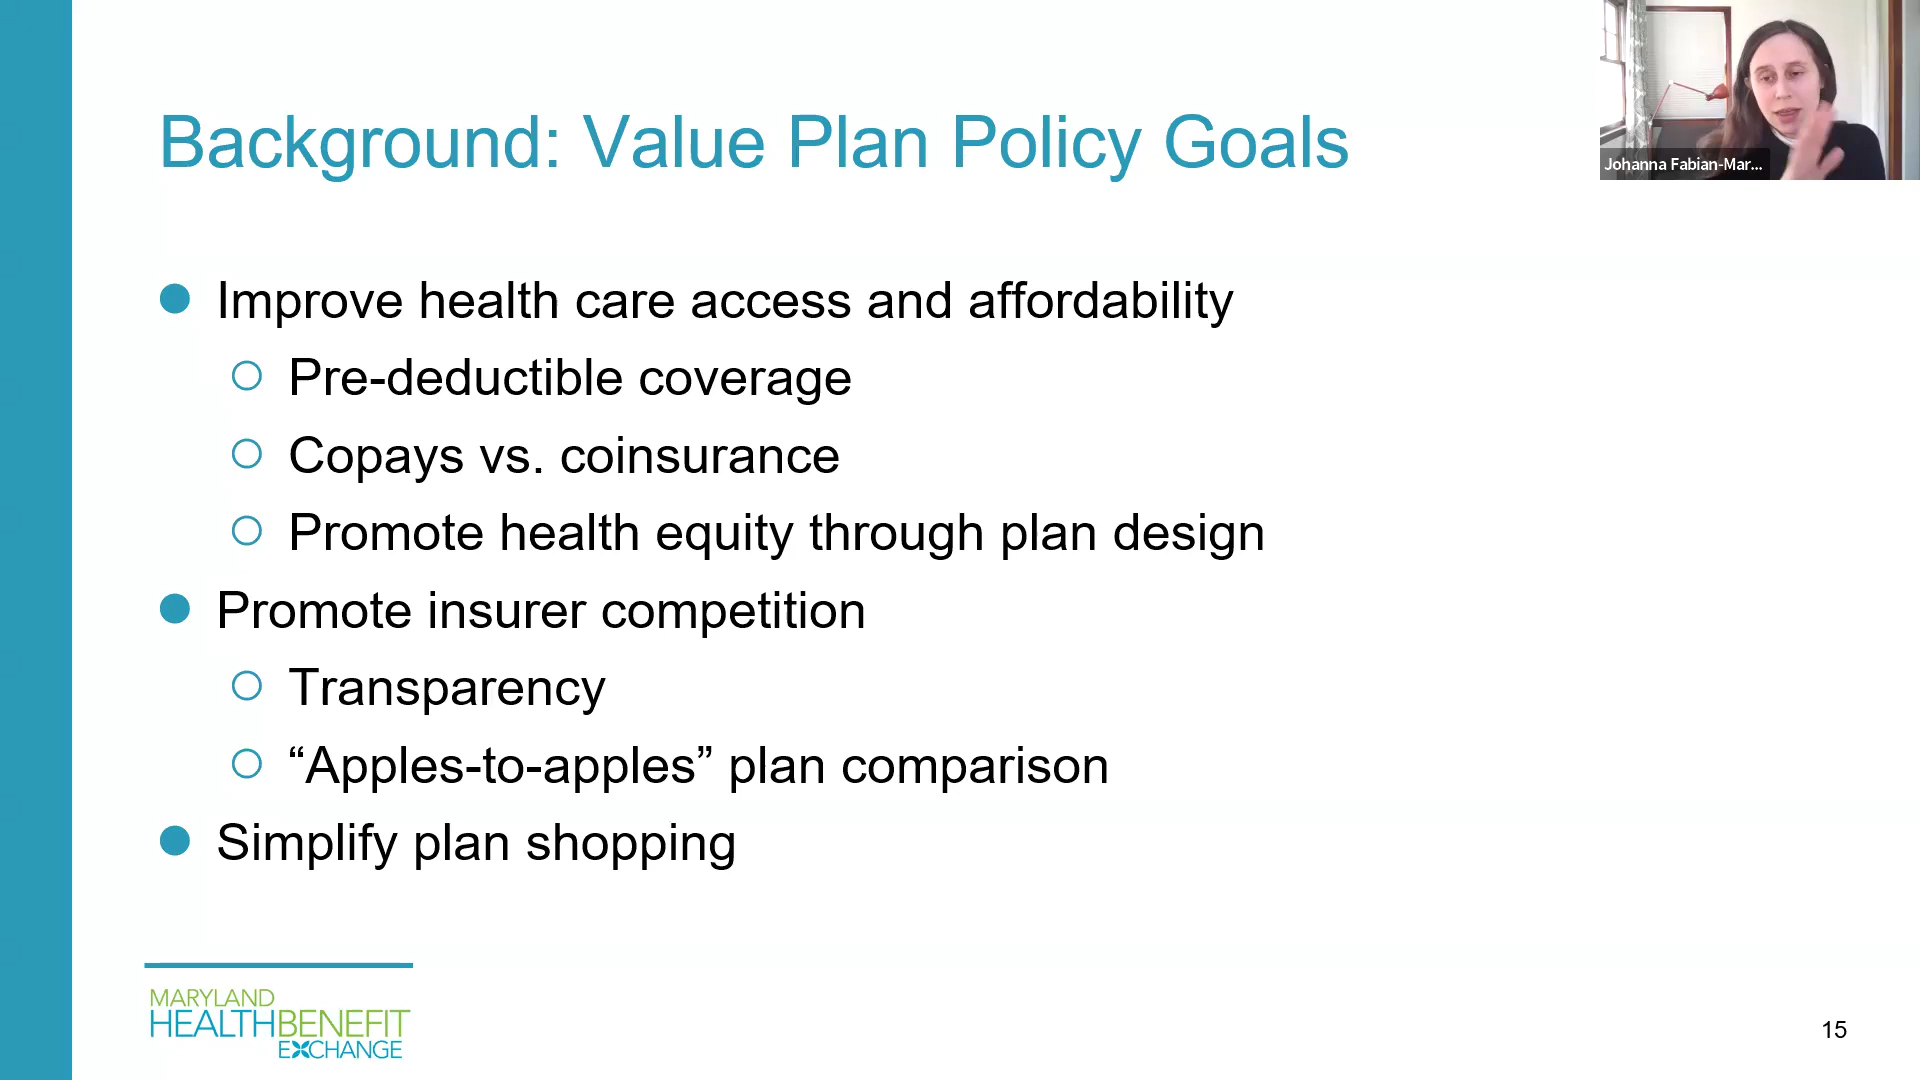 Background: Value Plan Policy Goals
Johanna Fabian-Mar...
Improve health care access and affordability
Pre-deductible coverage
Copays vs. coinsurance
Promote health equity through plan design
Promote insurer competition
Transparency
“Apples-to-apples” plan comparison
Simplify plan shopping
MARYLAND
HEALTHBENEFIT
EXCHANGE
15